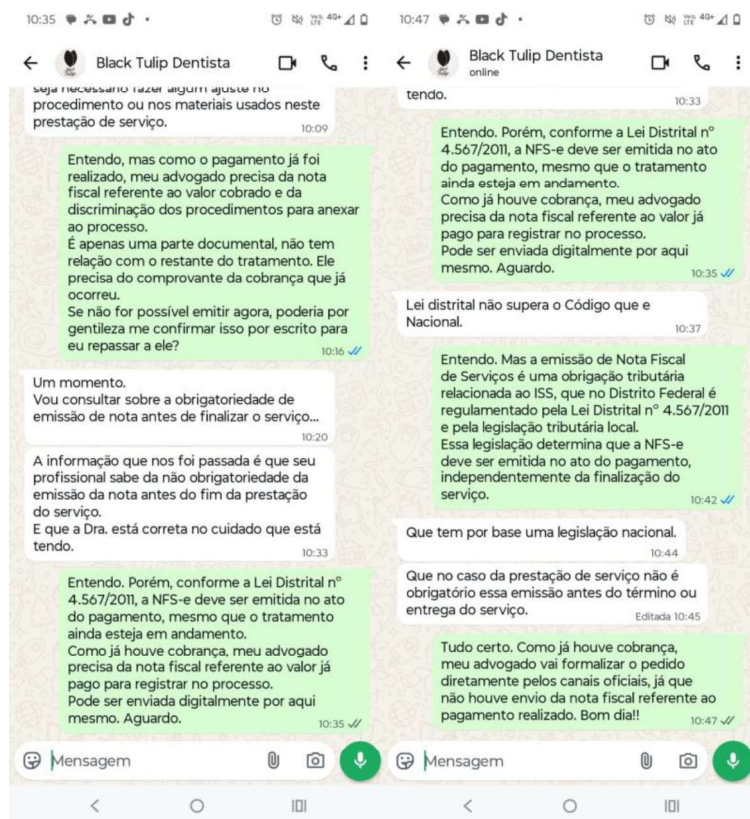 10:35
4G+
Black Tulip Dentista
seja necessário fazer algum ajuste no
procedimento ou nos materiais usados neste
prestação de serviço.
10:09
Entendo, mas como o pagamento já foi
realizado, meu advogado precisa da nota
fiscal referente ao valor cobrado e da
discriminação dos procedimentos para anexar
ao processo.
É apenas uma parte documental, não tem
relação com o restante do tratamento. Ele
precisa do comprovante da cobrança que já
ocorreu.
Se não for possível emitir agora, poderia por
gentileza me confirmar isso por escrito para
eu repassar a ele?
10:16
Um momento.
Vou consultar sobre a obrigatoriedade de
emissão de nota antes de finalizar o serviço...
10:20
A informação que nos foi passada é que seu
profissional sabe da não obrigatoriedade da
emissão da nota antes do fim da prestação
do serviço.
E que a Dra. está correta no cuidado que está
tendo.
10:33
Entendo. Porém, conforme a Lei Distrital nº
4.567/2011, a NFS-e deve ser emitida no ato
do pagamento, mesmo que o tratamento
ainda esteja em andamento.
Como já houve cobrança, meu advogado
precisa da nota fiscal referente ao valor já
pago para registrar no processo.
Pode ser enviada digitalmente por aqui
mesmo. Aguardo.
10:35
Mensagem
10:47
4G+
Black Tulip Dentista
online
tendo.
10:33
Entendo. Porém, conforme a Lei Distrital nº
4.567/2011, a NFS-e deve ser emitida no ato
do pagamento, mesmo que o tratamento
ainda esteja em andamento.
Como já houve cobrança, meu advogado
precisa da nota fiscal referente ao valor já
pago para registrar no processo.
Pode ser enviada digitalmente por aqui
mesmo. Aguardo.
10:35
Lei distrital não supera o Código que e
Nacional.
10:37
Entendo. Mas a emissão de Nota Fiscal
de Serviços é uma obrigação tributária
relacionada ao ISS, que no Distrito Federal é
regulamentado pela Lei Distrital nº 4.567/2011
e pela legislação tributária local.
Essa legislação determina que a NFS-e
deve ser emitida no ato do pagamento,
independentemente da finalização do
serviço.
10:42
Que tem por base uma legislação nacional.
10:44
Que no caso da prestação de serviço não é
obrigatório essa emissão antes do término ou
entrega do serviço.
Editada 10:45
Tudo certo. Como já houve cobrança,
meu advogado vai formalizar o pedido
diretamente pelos canais oficiais, já que
não houve envio da nota fiscal referente ao
pagamento realizado. Bom dia!!
10:47
Mensagem